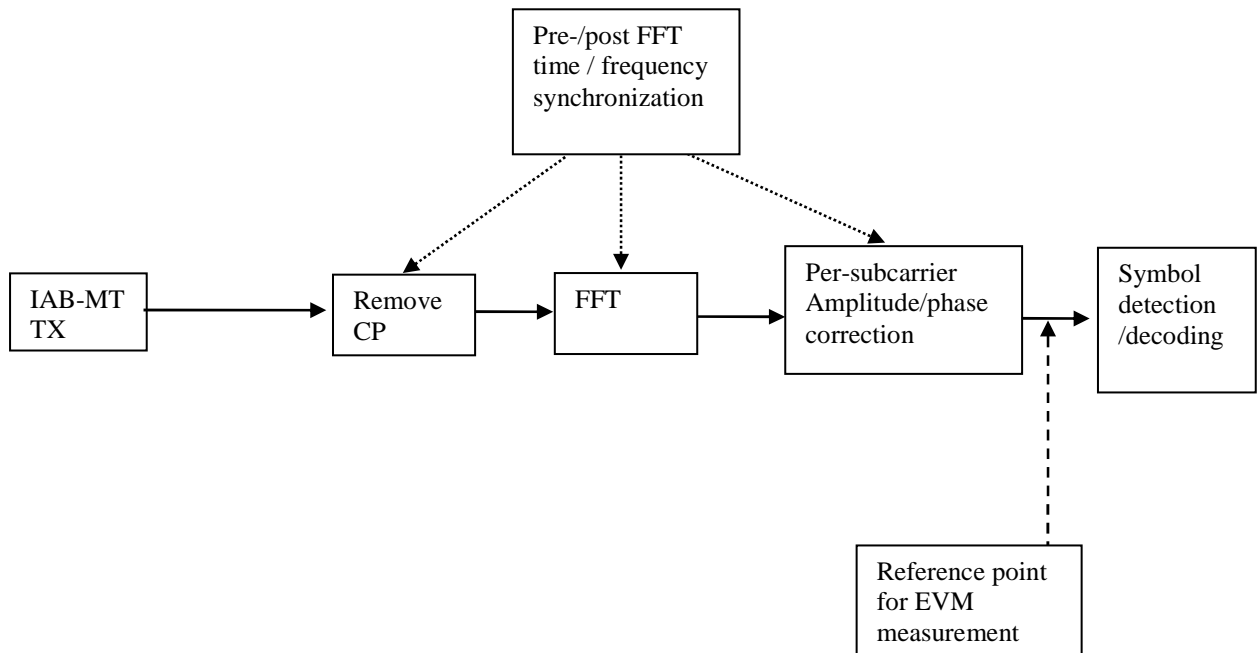 Pre-/post FFT
time / frequency
synchronization
IAB-MT
TX
Remove
CP
FFT
Per-subcarrier
Amplitude/phase
correction
Symbol
detection
/decoding
Reference point
for EVM
measurement